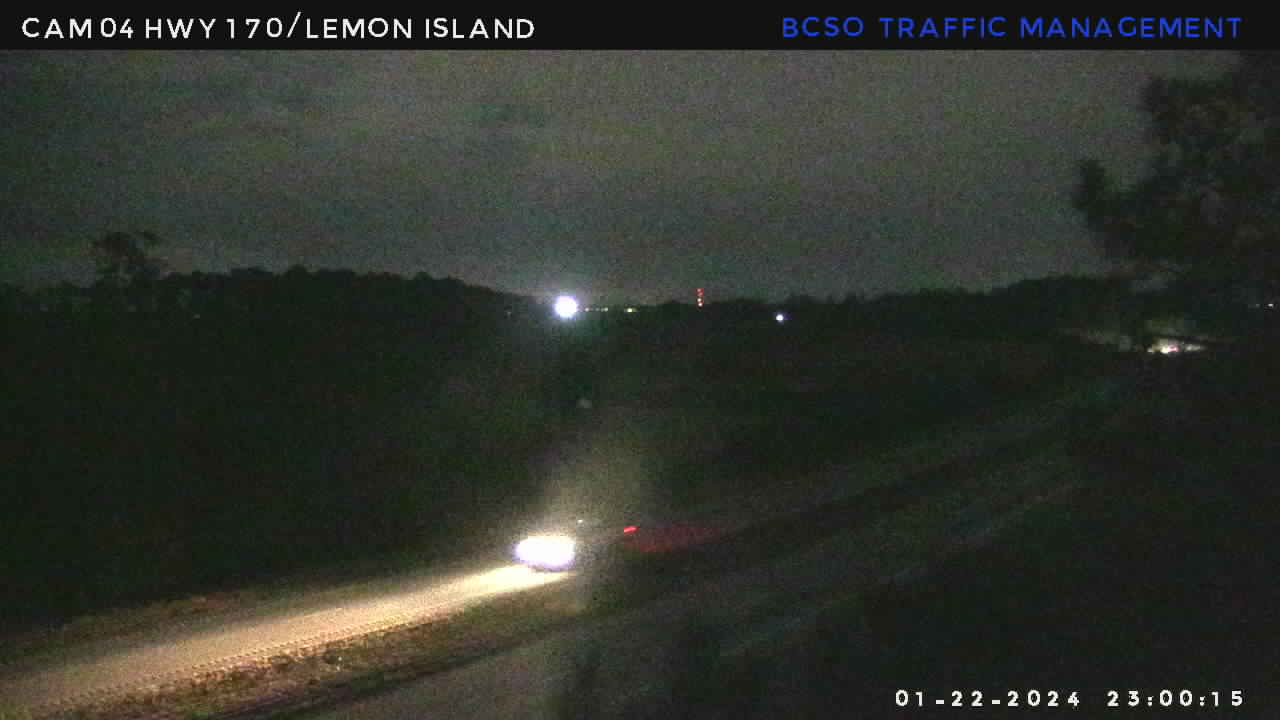 CAM04 HWY 170/LEMON ISLAND
BCSO TRAFFIC MANAGEMENT
01-22-2024 23:00:15